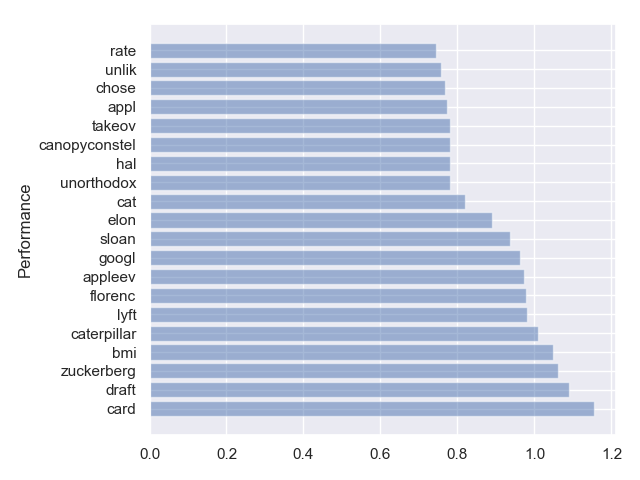 rate
unlik
chose
appl
takeov
canopyconstel
hal
unorthodox
cat
elon
sloan
googl
appleev
florenc
lyft
caterpillar
bmi
zuckerberg
draft
card
Performance
0.0 0.2 0.4 0.6 0.8 1.0 1.2